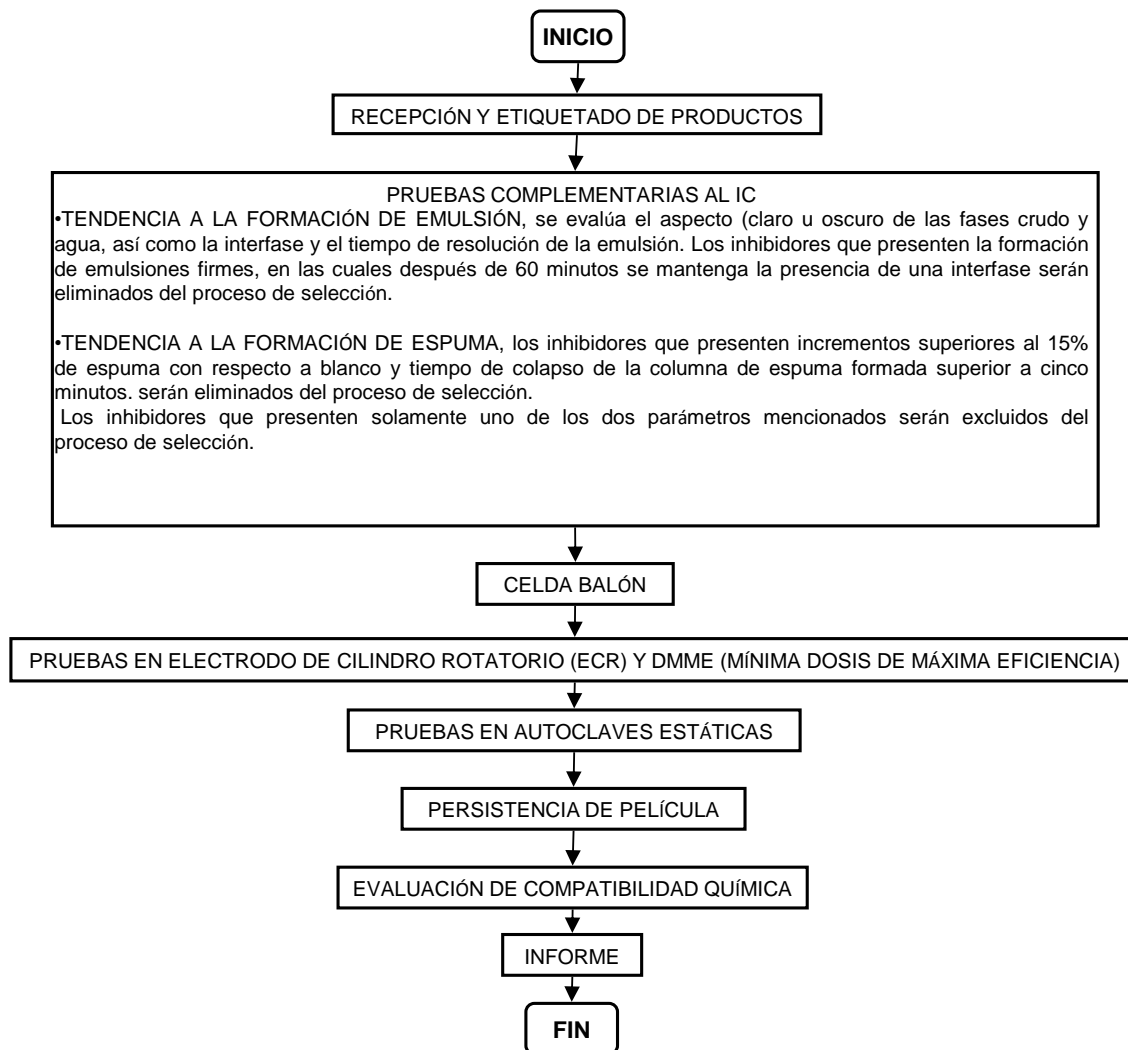 INICIO
RECEPCIÓN Y ETIQUETADO DE PRODUCTOS
PRUEBAS COMPLEMENTARIAS AL IC
•TENDENCIA A LA FORMACIÓN DE EMULSIÓN, se evalúa el aspecto (claro u oscuro de las fases crudo y
agua, así como la interfase y el tiempo de resolución de la emulsión. Los inhibidores que presenten la formación
de emulsiones firmes, en las cuales después de 60 minutos se mantenga la presencia de una interfase serán
eliminados del proceso de selección.
•TENDENCIA A LA FORMACIÓN DE ESPUMA, los inhibidores que presenten incrementos superiores al 15%
de espuma con respecto a blanco y tiempo de colapso de la columna de espuma formada superior a cinco
minutos. serán eliminados del proceso de selección.
Los inhibidores que presenten solamente uno de los dos parámetros mencionados serán excluidos del
proceso de selección.
CELDA BALÓN
PRUEBAS EN ELECTRODO DE CILINDRO ROTATORIO (ECR) Y DMME (MÍNIMA DOSIS DE MÁXIMA EFICIENCIA)
PRUEBAS EN AUTOCLAVES ESTÁTICAS
PERSISTENCIA DE PELÍCULA
EVALUACIÓN DE COMPATIBILIDAD QUÍMICA
INFORME
FIN